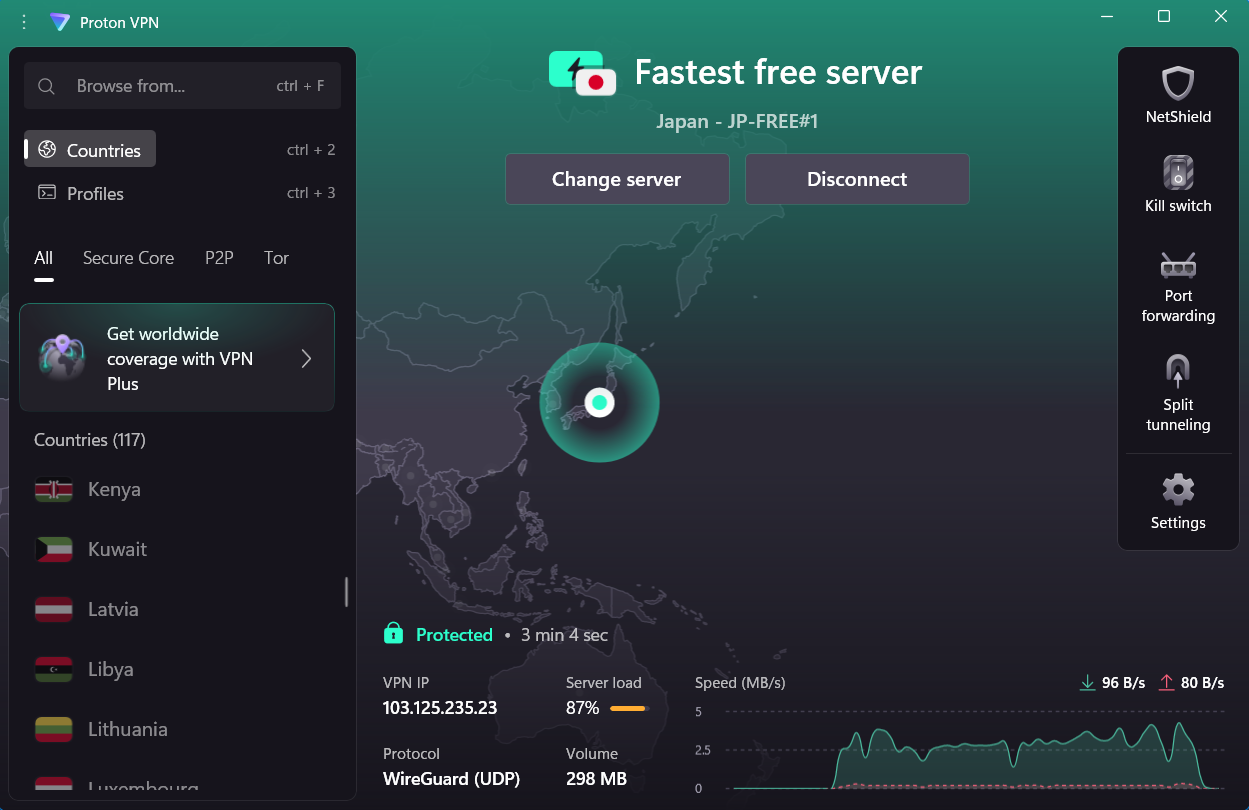 Proton VPN
Browse from... ctrl + F
Countries ctrl + 2
Profiles ctrl + 3
All Secure Core P2P Tor
Get worldwide
coverage with VPN
Plus
Countries (117)
Kenya
Kuwait
Latvia
Libya
Lithuania
Luxembourg
Fastest free server
Japan - JP-FREE#1
Change server Disconnect
Protected • 3 min 4 sec
VPN IP
103.125.235.23
Server load
87%
Protocol
WireGuard (UDP)
Volume
298 MB
Speed (MB/s) 96 B/s 80 B/s
5
2.5
0
NetShield
Kill switch
Port
forwarding
Split
tunneling
Settings